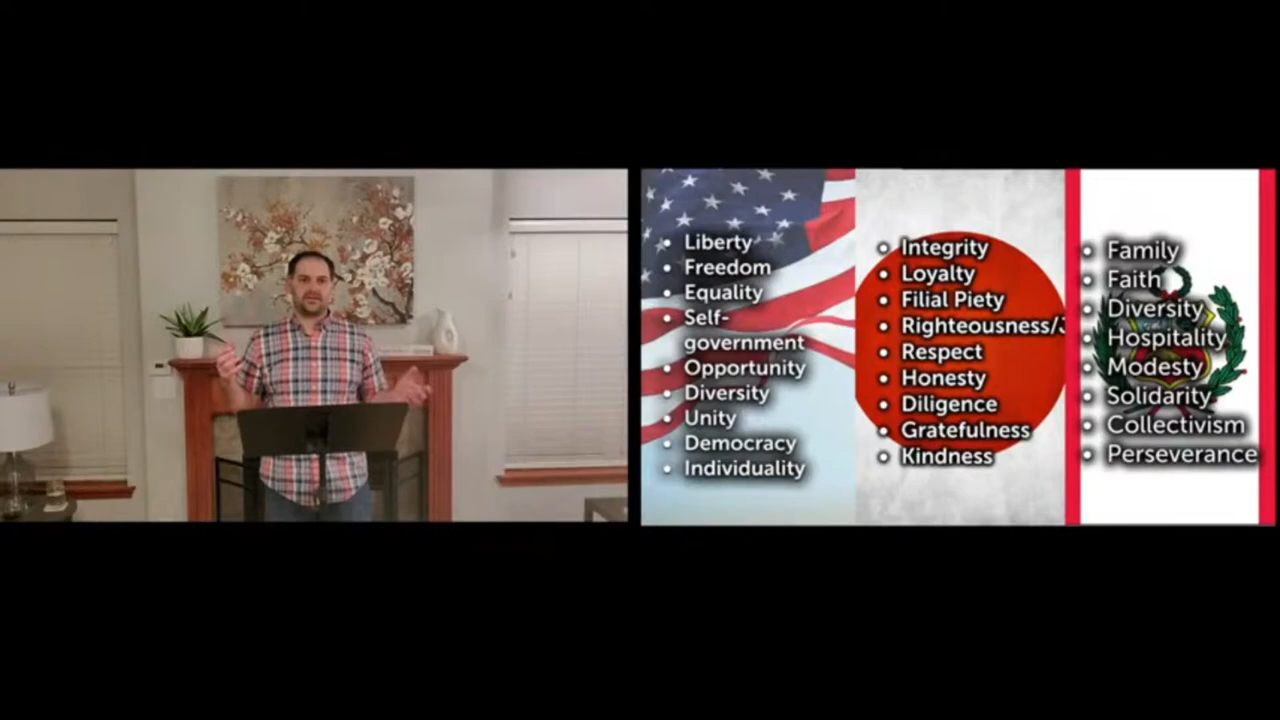 • Liberty
• Freedom
• Equality
• Self-
government
• Opportunity
• Diversity
• Unity
• Democracy
• Individuality
• Integrity
• Loyalty
• Filial Piety
• Righteousness/J
• Respect
• Honesty
• Diligence
• Gratefulness
• Kindness
• Family
• Faith
• Diversity
• Hospitality
• Modesty
• Solidarity
• Collectivism
• Perseverance